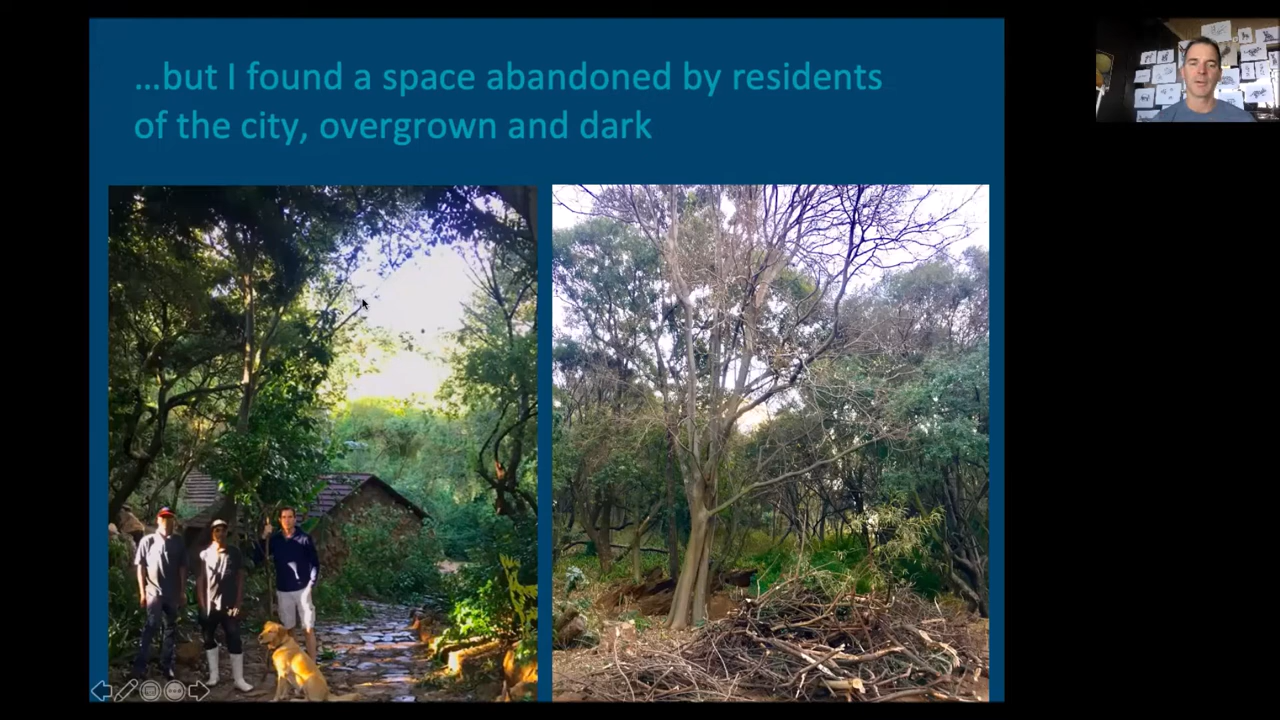 ...but I found a space abandoned by residents
of the city, overgrown and dark